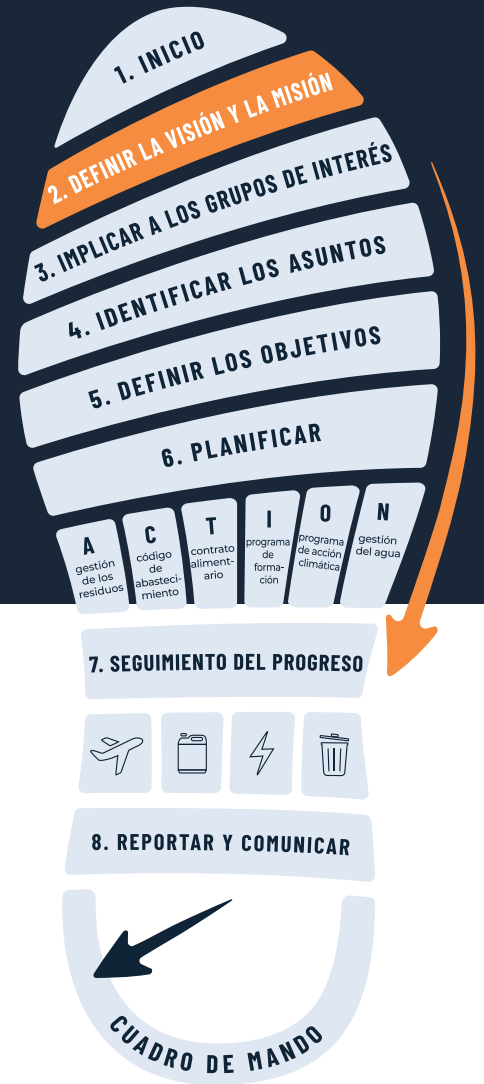 1. INICIO
2. DEFINIR LA VISIÓN Y LA MISIÓN
3. IMPLICAR A LOS GRUPOS DE INTERÉS
4. IDENTIFICAR LOS ASUNTOS
5. DEFINIR LOS OBJETIVOS
6. PLANIFICAR
A
gestión
de los
residuos
C
código
de
abasteci-
miento
T
contrato
aliment-
ario
I
programa
de
forma-
ción
O
programa
de acción
climática
N
gestión
del agua
7. SEGUIMIENTO DEL PROGRESO
8. REPORTAR Y COMUNICAR
CUADRO DE MANDO